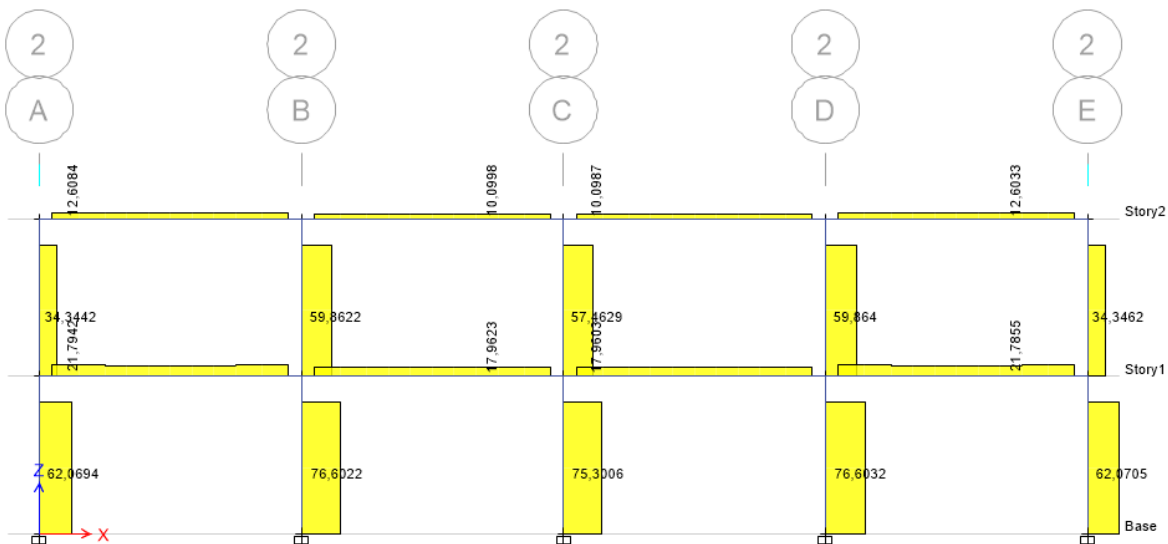 2 2 2 2 2
A B C D E
12,6084 10,0998 10,0987 12,6033
Story2
34,3442 59,8622 57,4629 59,864 34,3462
21,7942 17,9623 17,9603 21,7855
Story1
62,0694 76,6022 75,3006 76,6032 62,0705
Z
X
Base